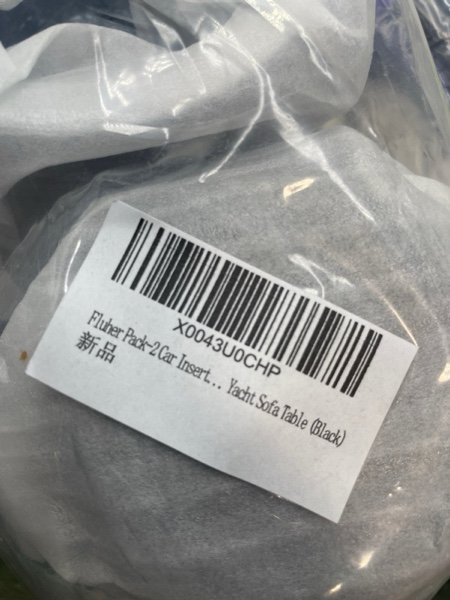 X0043U0CHP
Fluher Pack-2 Car Insert... Yacht Sofa Table (Black)
新品